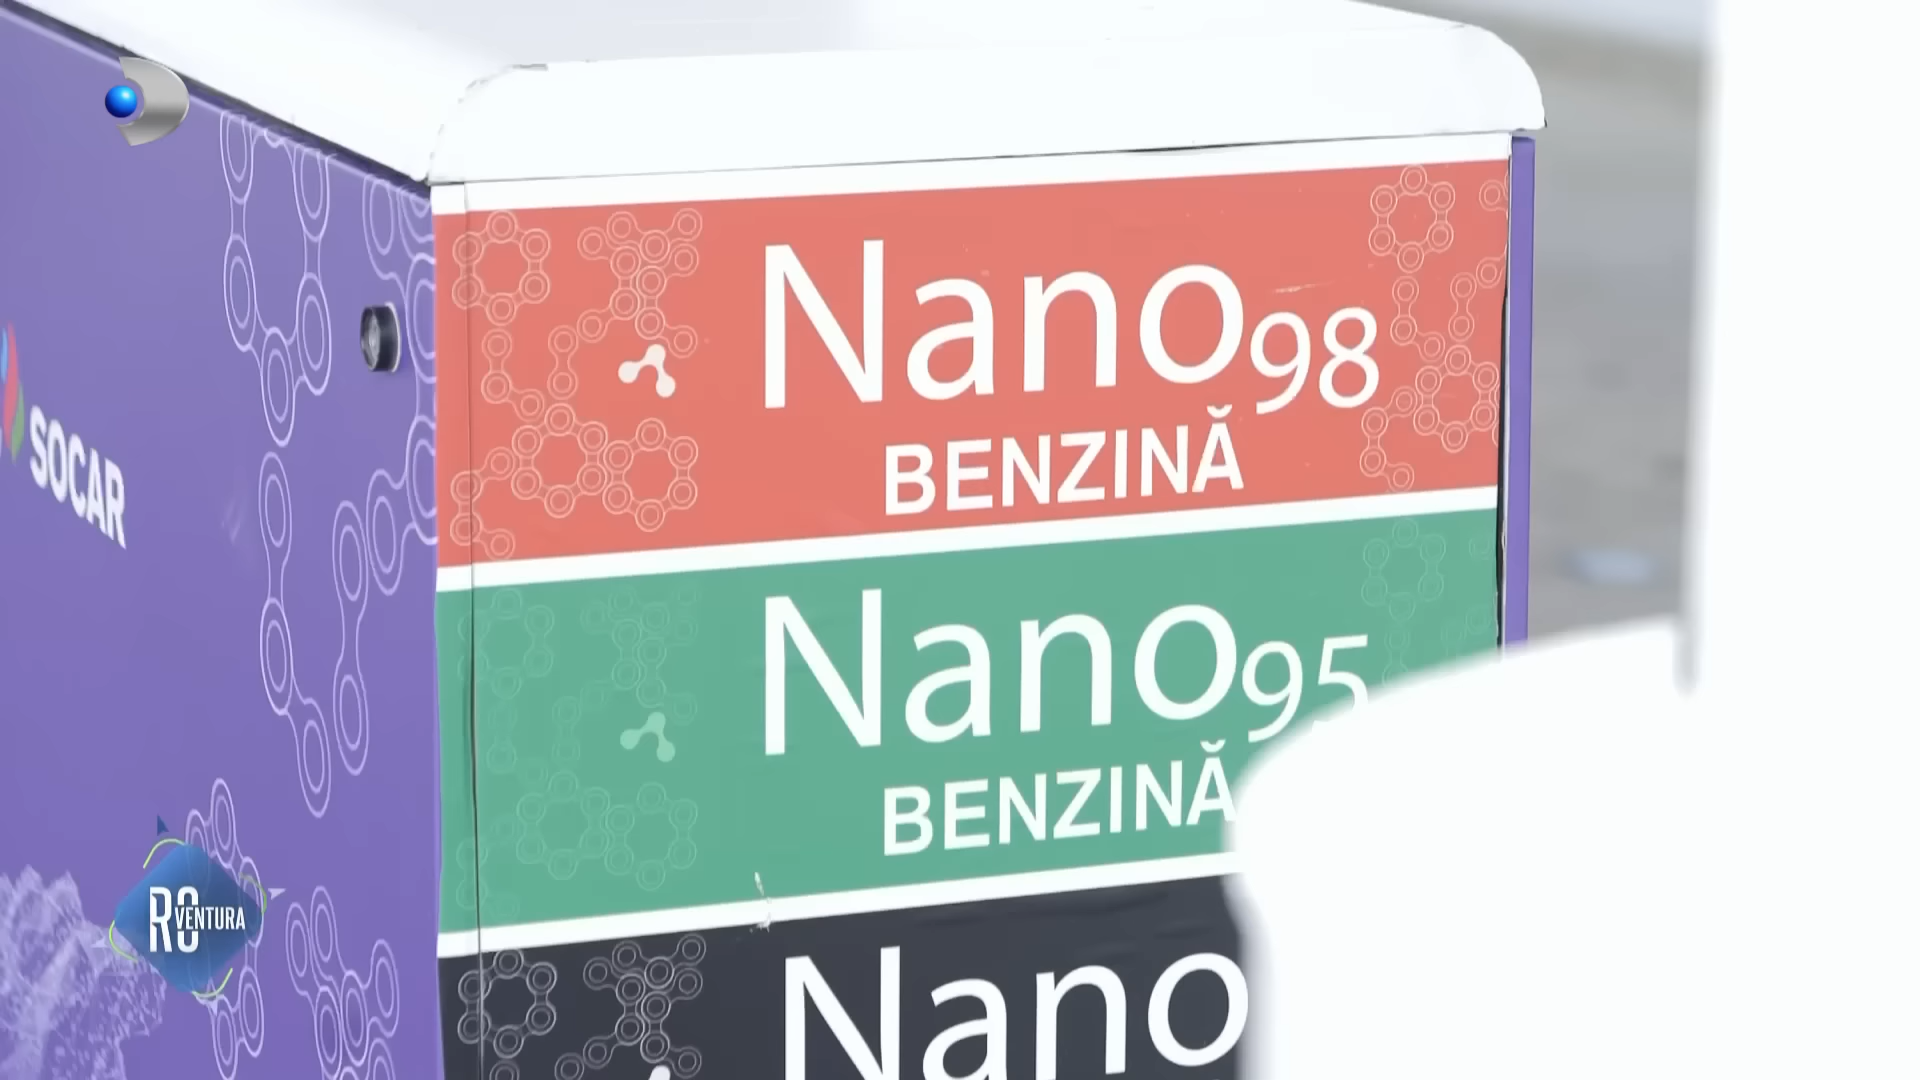 SOCAR
Nano98
BENZINĂ
Nano95
BENZINĂ
Nano
RO
VENTURA